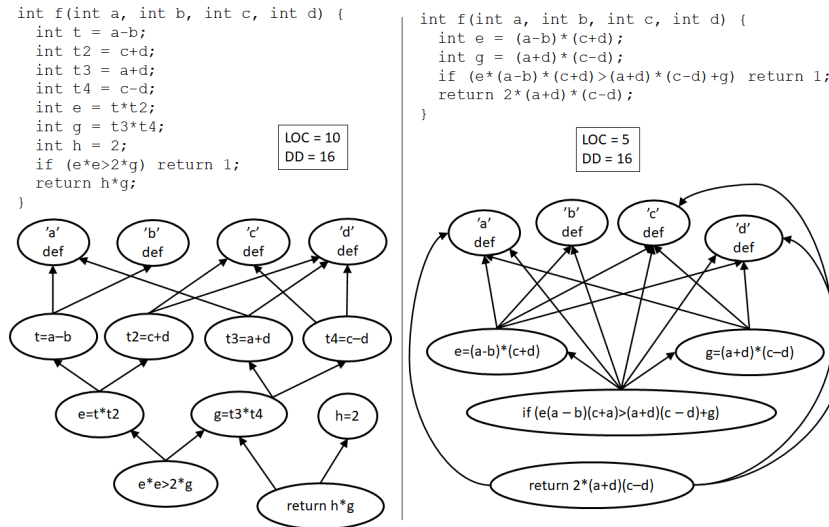 int f(int a, int b, int c, int d) {
int t = a-b;
int t2 = c+d;
int t3 = a+d;
int t4 = c-d;
int e = t*t2;
int g = t3*t4;
int h = 2;
if (e*e>2*g) return 1;
return h*g;
}
LOC = 10
DD = 16
'a'
def
'b'
def
'c'
def
'd'
def
t=a−b
t2=c+d
t3=a+d
t4=c−d
e=t*t2
g=t3*t4
h=2
e*e>2*g
return h*g
int f(int a, int b, int c, int d) {
int e = (a-b)*(c+d);
int g = (a+d)*(c-d);
if (e*(a-b)*(c+d)>(a+d)*(c-d)+g) return 1;
return 2*(a+d)*(c-d);
}
LOC = 5
DD = 16
'a'
def
'b'
def
'c'
def
'd'
def
e=(a-b)*(c+d)
g=(a+d)*(c−d)
if (e(a − b)(c+a)>(a+d)(c − d)+g)
return 2*(a+d)(c−d)